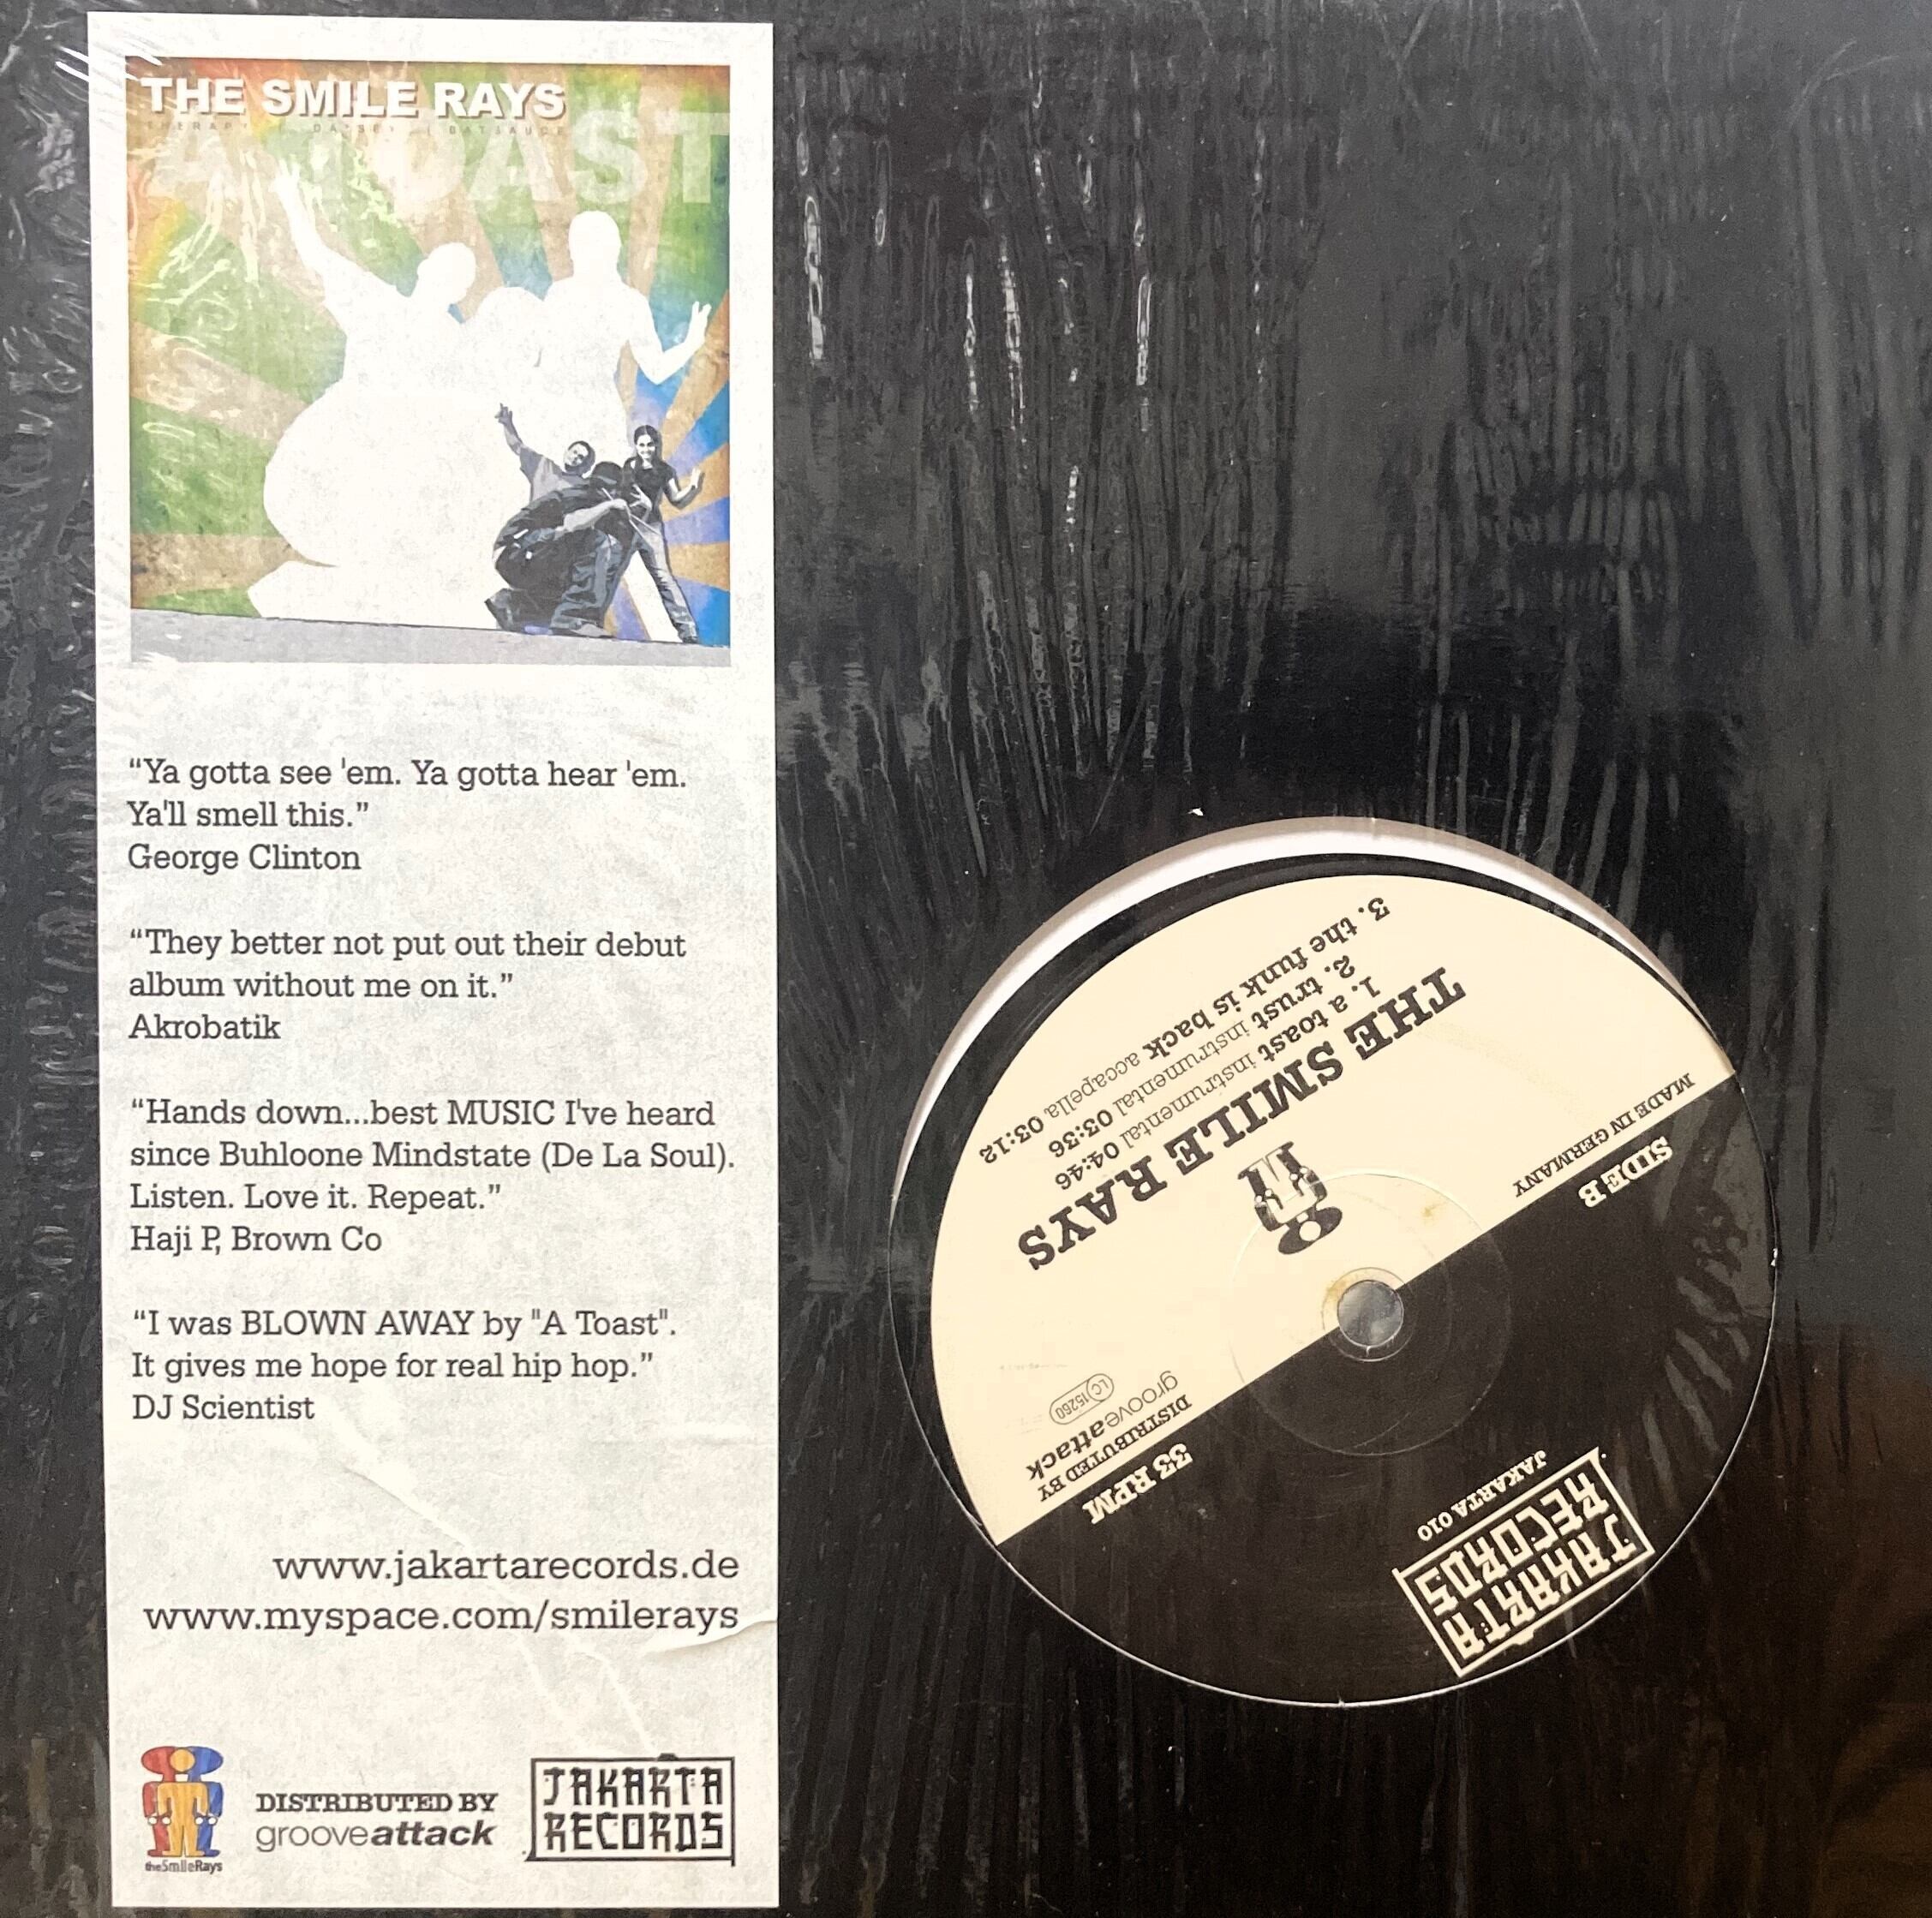 THE SMILE RAYS
THERAPY | DAYSEY | BATSAUCE
A TOAST
“Ya gotta see 'em. Ya gotta hear 'em.
Ya'll smell this.”
George Clinton
“They better not put out their debut
album without me on it.”
Akrobatik
“Hands down...best MUSIC I've heard
since Buhloone Mindstate (De La Soul).
Listen. Love it. Repeat.”
Haji P, Brown Co
“I was BLOWN AWAY by "A Toast".
It gives me hope for real hip hop.”
DJ Scientist
www.jakartarecords.de
www.myspace.com/smilerays
theSmileRays
DISTRIBUTED BY
grooveattack
JAKARTA
RECORDS
JAKARTA
RECORDS
JAKARTA 010
33 RPM
SIDE B
DISTRIBUTED BY
grooveattack
LC 15260
MADE IN GERMANY
THE SMILE RAYS
1. a toast instrumental 04:46
2. trust instrumental 03:36
3. the funk is back accapella 03:12